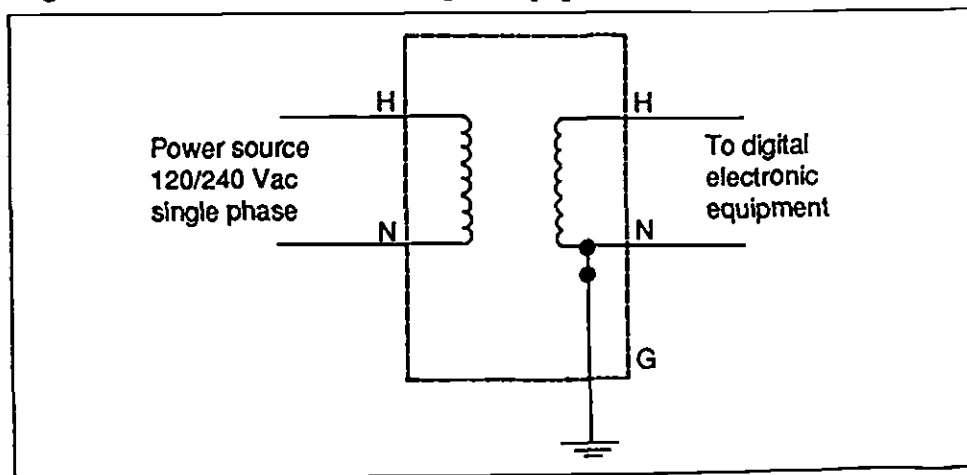 H
H
Power source
120/240 Vac
single phase
To digital
electronic
equipment
N
N
G